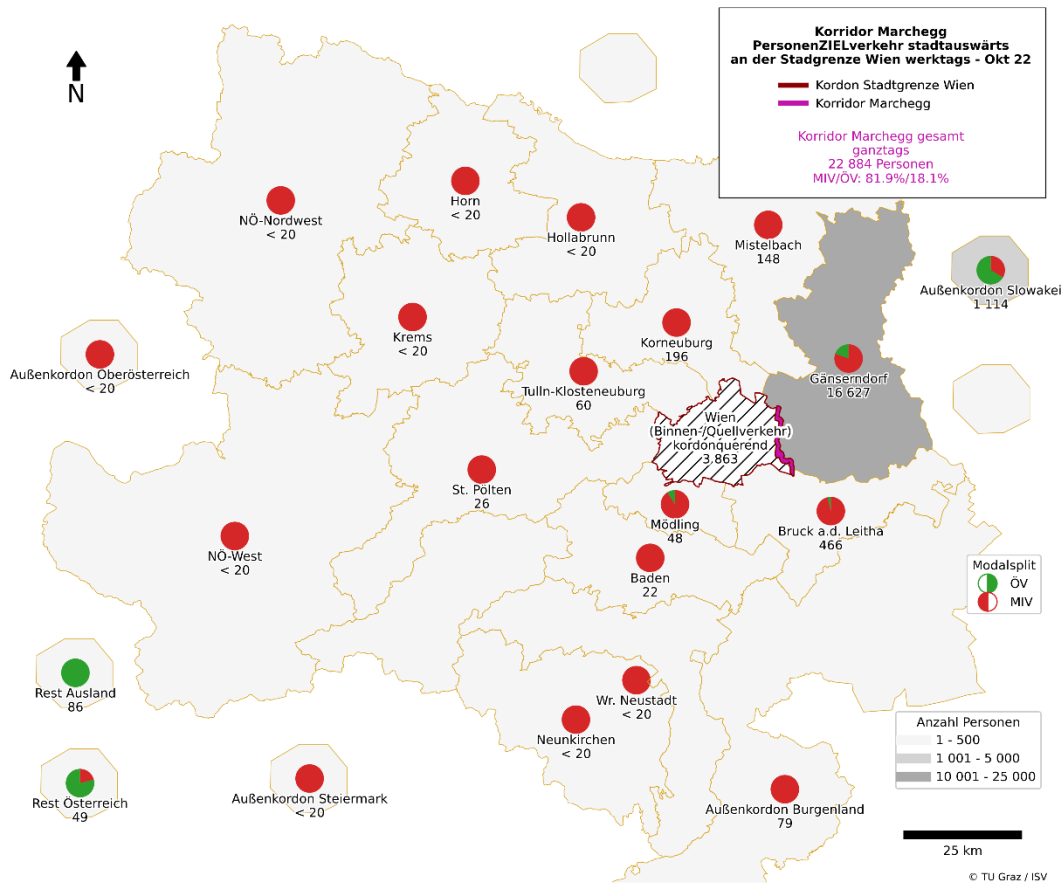 Korridor Marchegg
PersonenZIELverkehr stadtauswärts
an der Stadgrenze Wien werktags - Okt 22
Kordon Stadtgrenze Wien
Korridor Marchegg
Korridor Marchegg gesamt
ganztags
22 884 Personen
MIV/ÖV: 81.9%/18.1%
N
NÖ-Nordwest
< 20
Horn
< 20
Hollabrunn
< 20
Mistelbach
148
Außenkordon Slowakei
1 114
Krems
< 20
Korneuburg
196
Außenkordon Oberösterreich
< 20
Tulln-Klosteneuburg
60
Gänserndorf
16 627
Wien
(Binnen-/Quellverkehr)
kordonquerend
3 863
St. Pölten
26
Mödling
48
Bruck a.d. Leitha
466
NÖ-West
< 20
Baden
22
Modalsplit
ÖV
MIV
Rest Ausland
86
Wr. Neustadt
< 20
Neunkirchen
< 20
Anzahl Personen
1 - 500
1 001 - 5 000
10 001 - 25 000
Rest Österreich
49
Außenkordon Steiermark
< 20
Außenkordon Burgenland
79
25 km
© TU Graz / ISV